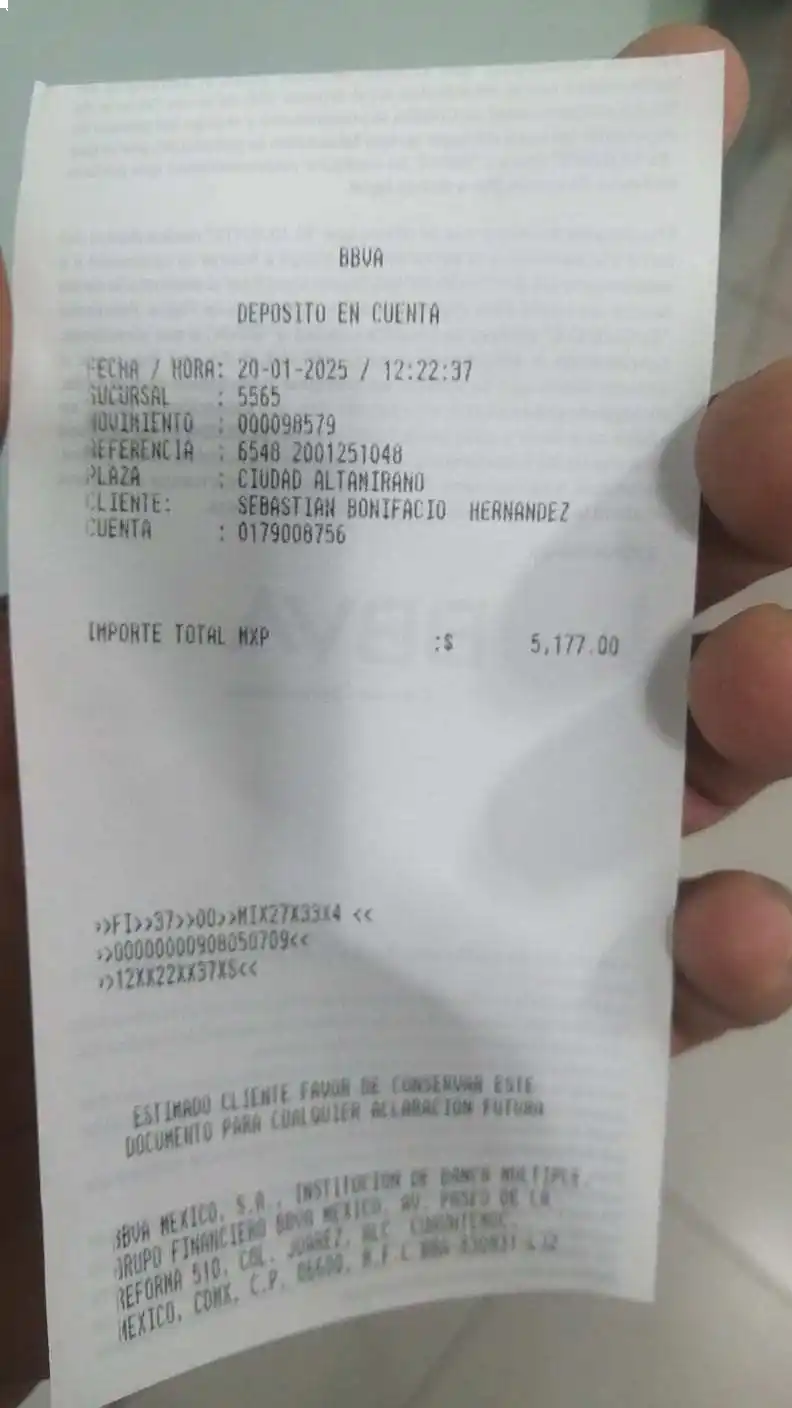 BBVA
DEPOSITO EN CUENTA
FECHA / HORA: 20-01-2025 / 12:22:37
SUCURSAL : 5565
MOVIMIENTO : 000098579
REFERENCIA : 6548 2001251048
PLAZA : CIUDAD ALTAMIRANO
CLIENTE: SEBASTIAN BONIFACIO HERNANDEZ
CUENTA : 0179008756
IMPORTE TOTAL MXP :$ 5,177.00
>>FI>>37>>00>>MIX27X33X4 <<
>>00000000908050709<<
>>12XX22XX37XS<<
ESTIMADO CLIENTE FAVOR DE CONSERVAR ESTE
DOCUMENTO PARA CUALQUIER ACLARACION FUTURA
BBVA MEXICO, S.A., INSTITUCION DE BANCA MULTIPLE,
GRUPO FINANCIERO BBVA MEXICO. AV. PASEO DE LA
REFORMA 510, COL. JUAREZ, ALC. CUAUHTEMOC,
MEXICO, CDMX, C.P. 06600, R.F.C